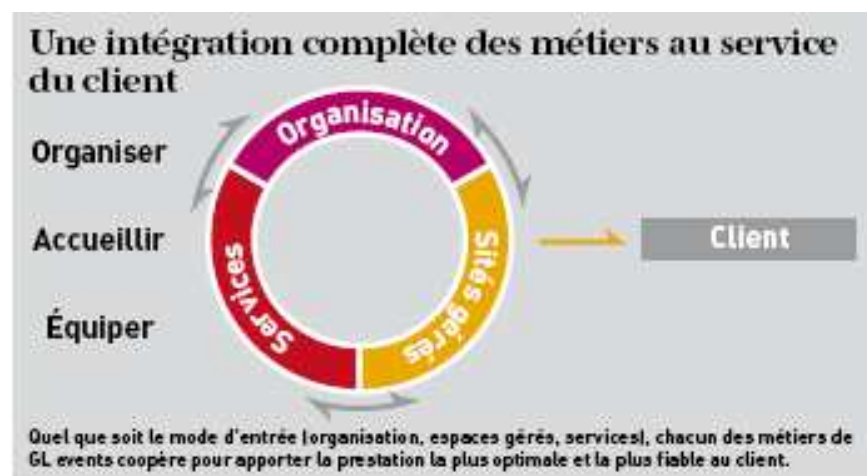 Une intégration complète des métiers au service
du client
Organisation
Organiser
Accueillir
Équiper
Services
Sités gérés
Client
Quel que soit le mode d'entrée (organisation, espaces gérés, services), chacun des métiers de
GL events coopère pour apporter la prestation la plus optimale et la plus fiable au client.